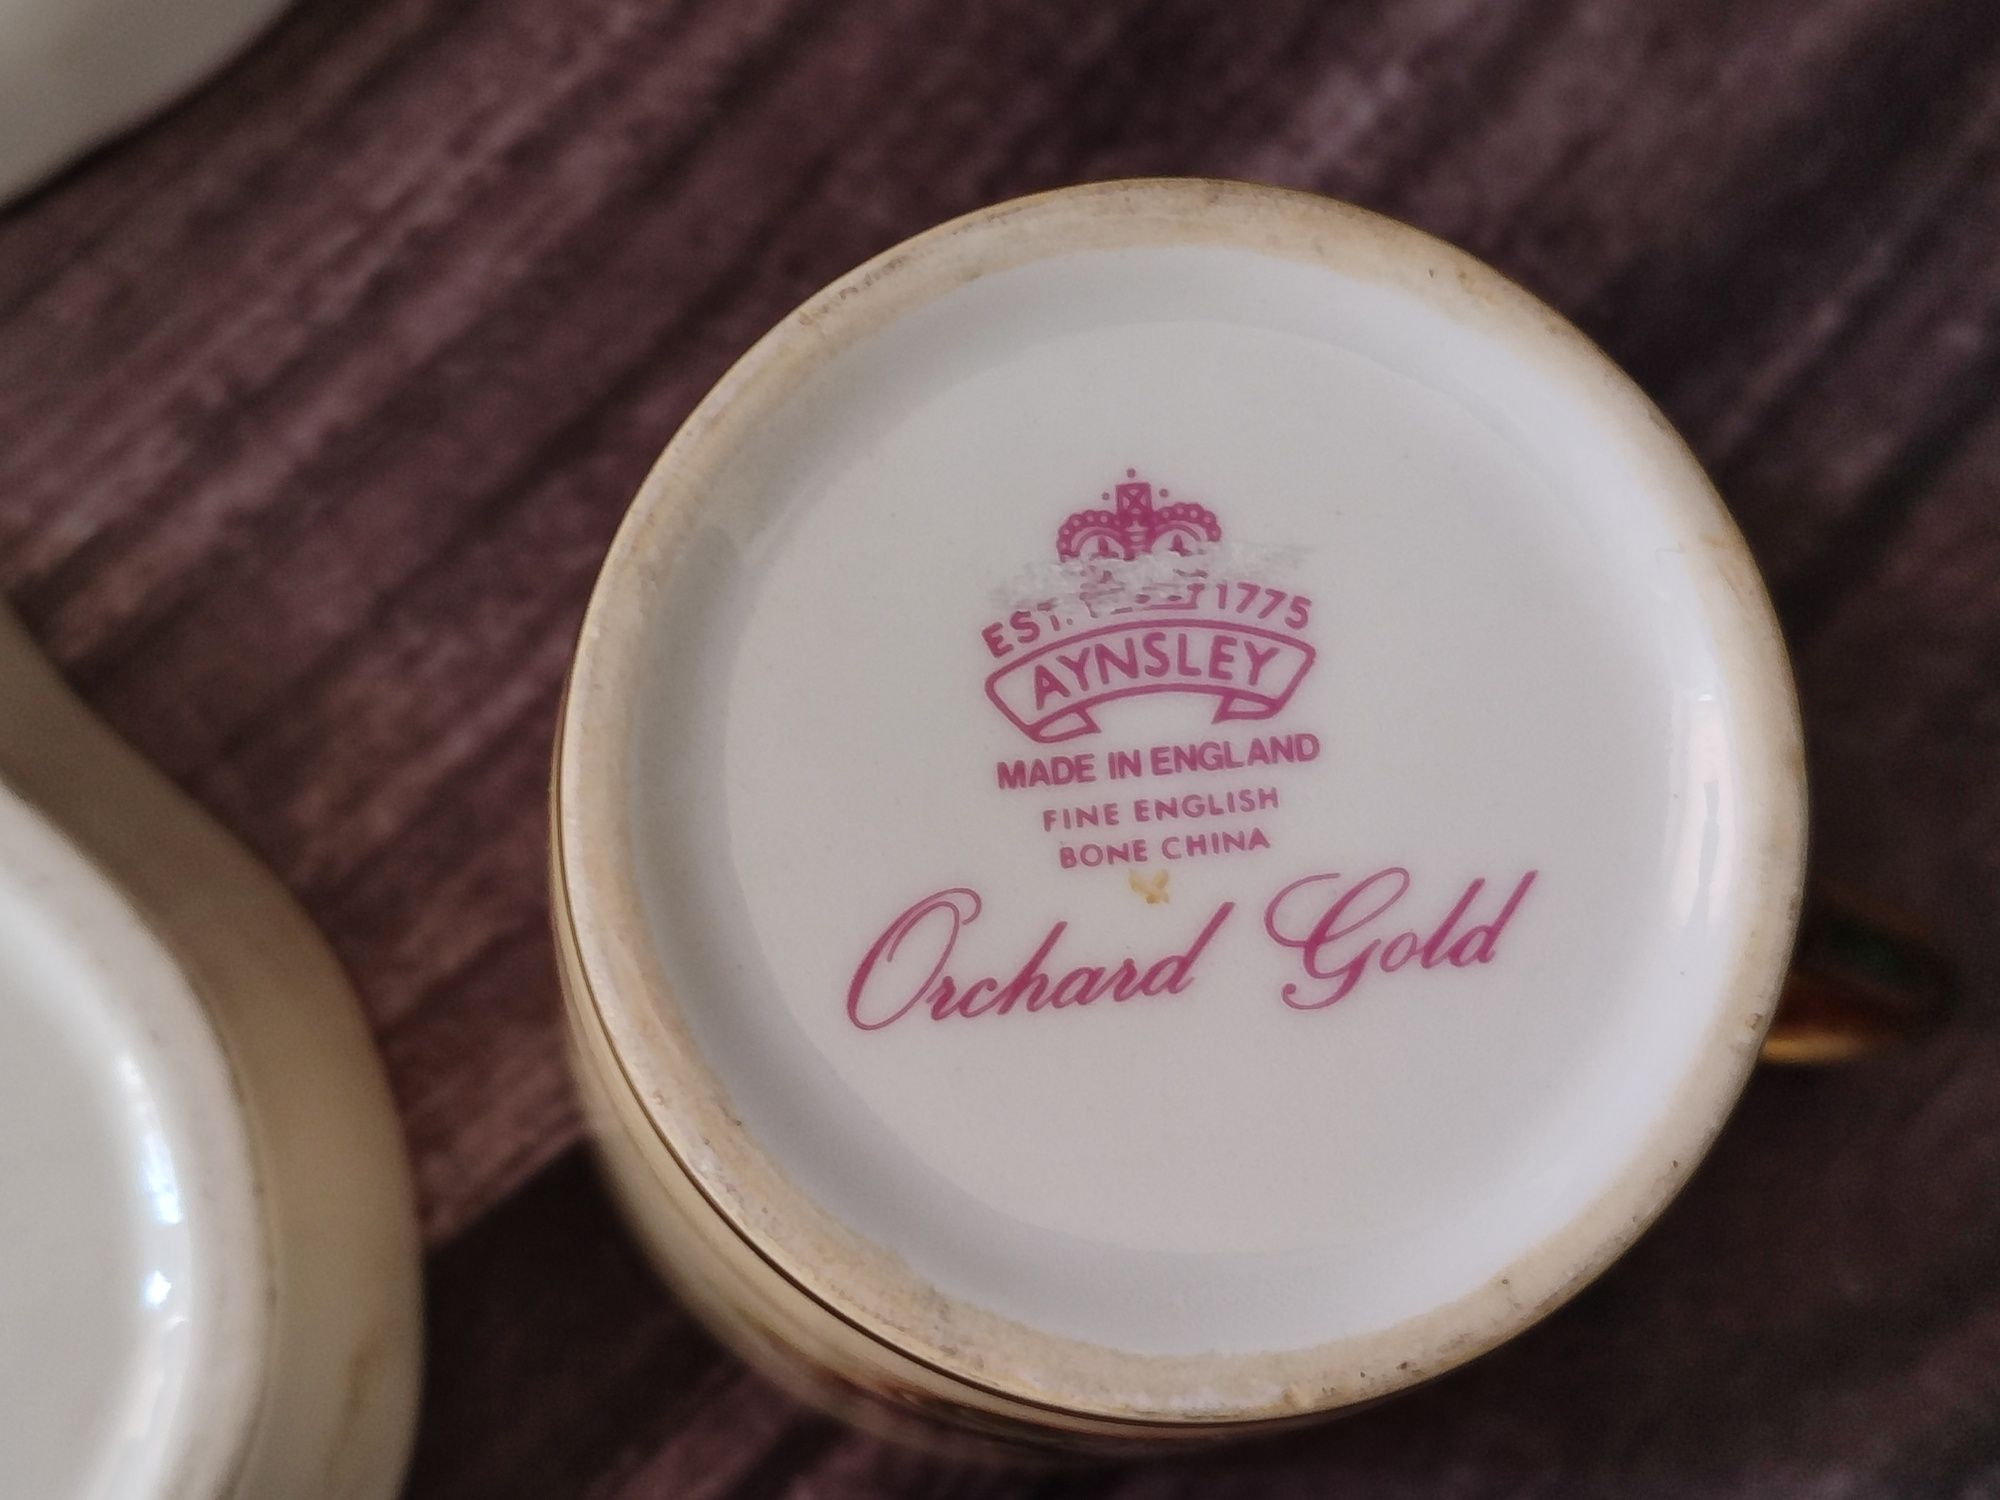 EST. 1775
AYNSLEY
MADE IN ENGLAND
FINE ENGLISH
BONE CHINA
Orchard Gold